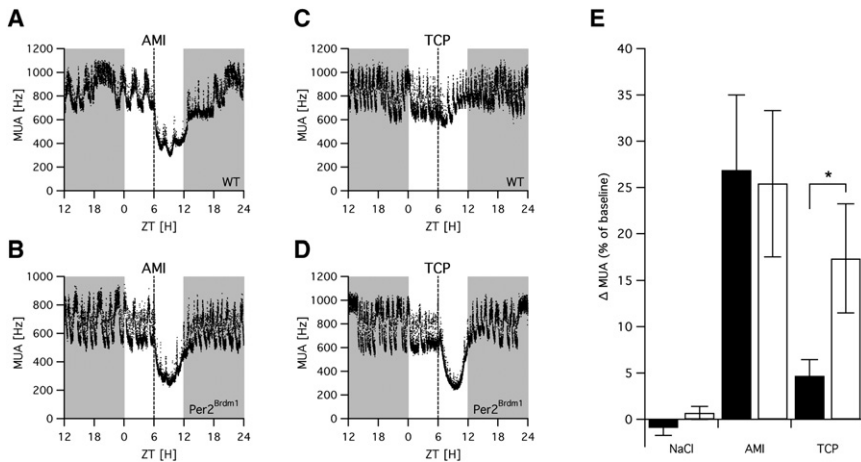 A
AMI
1200
1000
800
600
400
200
0
MUA [Hz]
WT
12 18 0 6 12 18 24
ZT [H]
B
AMI
1000
800
600
400
200
0
MUA [Hz]
Per2Brdm1
12 18 0 6 12 18 24
ZT [H]
C
TCP
1200
1000
800
600
400
200
0
MUA [Hz]
WT
12 18 0 6 12 18 24
ZT [H]
D
TCP
1200
1000
800
600
400
200
0
MUA [Hz]
Per2Brdm1
12 18 0 6 12 18 24
ZT [H]
E
40
35
30
25
20
15
10
5
0
Δ MUA (% of baseline)
*
NaCl AMI TCP